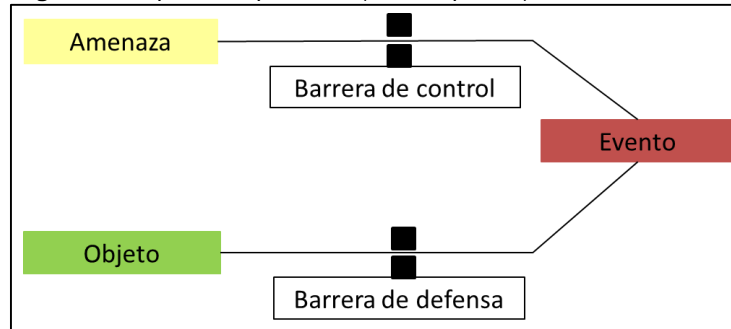 Amenaza
Barrera de control
Evento
Objeto
Barrera de defensa